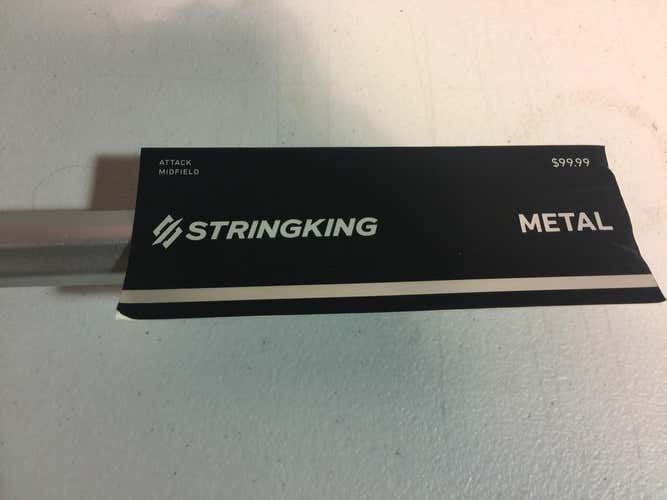 ATTACK
MIDFIELD
$99.99
STRINGKING
METAL